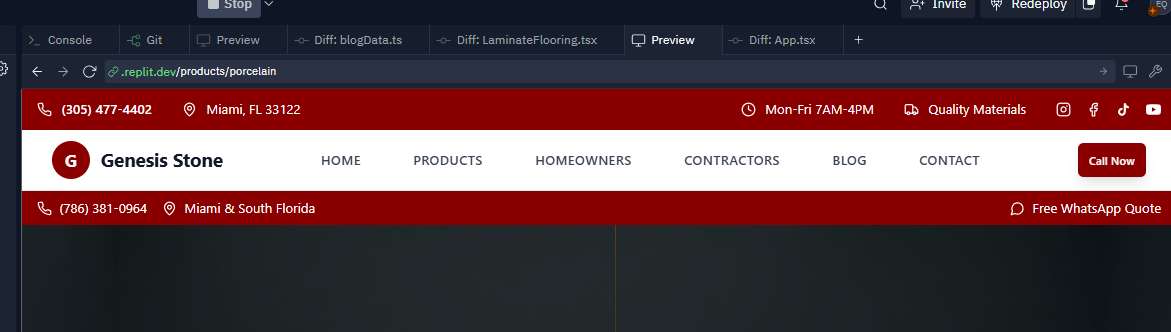 Stop
Invite
Redeploy
EQ
Console
Git
Preview
Diff: blogData.ts
Diff: LaminateFlooring.tsx
Preview
Diff: App.tsx
.replit.dev/products/porcelain
(305) 477-4402
Miami, FL 33122
Mon-Fri 7AM-4PM
Quality Materials
G
Genesis Stone
HOME
PRODUCTS
HOMEOWNERS
CONTRACTORS
BLOG
CONTACT
Call Now
(786) 381-0964
Miami & South Florida
Free WhatsApp Quote